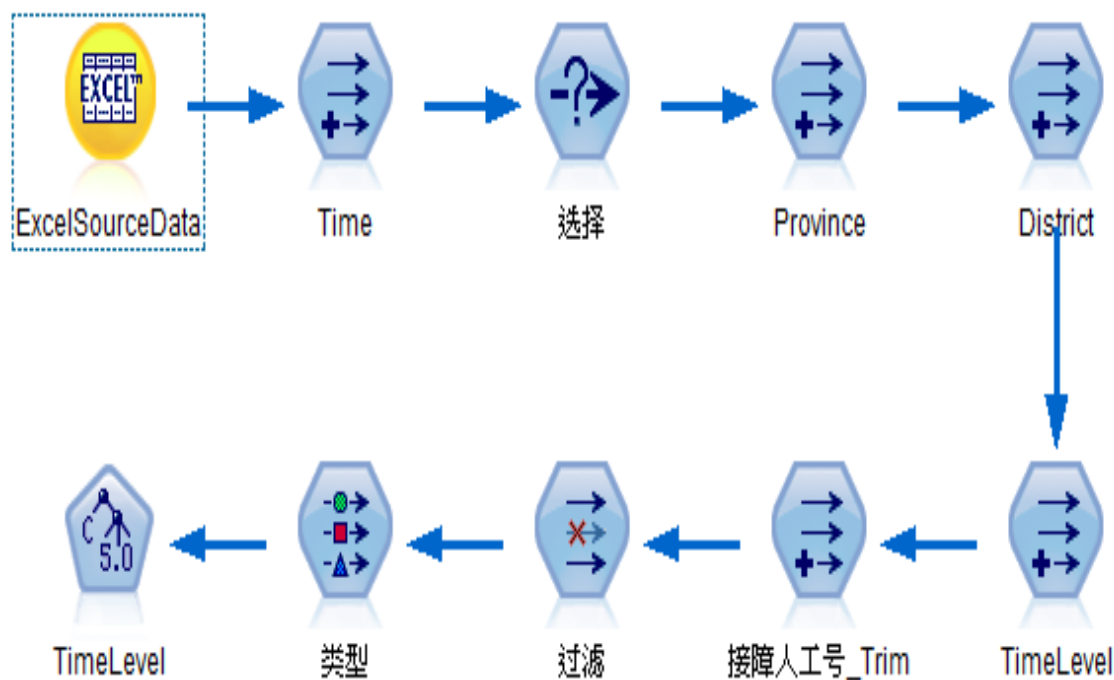 EXCEL™
ExcelSourceData
Time
选择
Province
District
C 5.0
TimeLevel
类型
过滤
接障人工号_Trim
TimeLevel